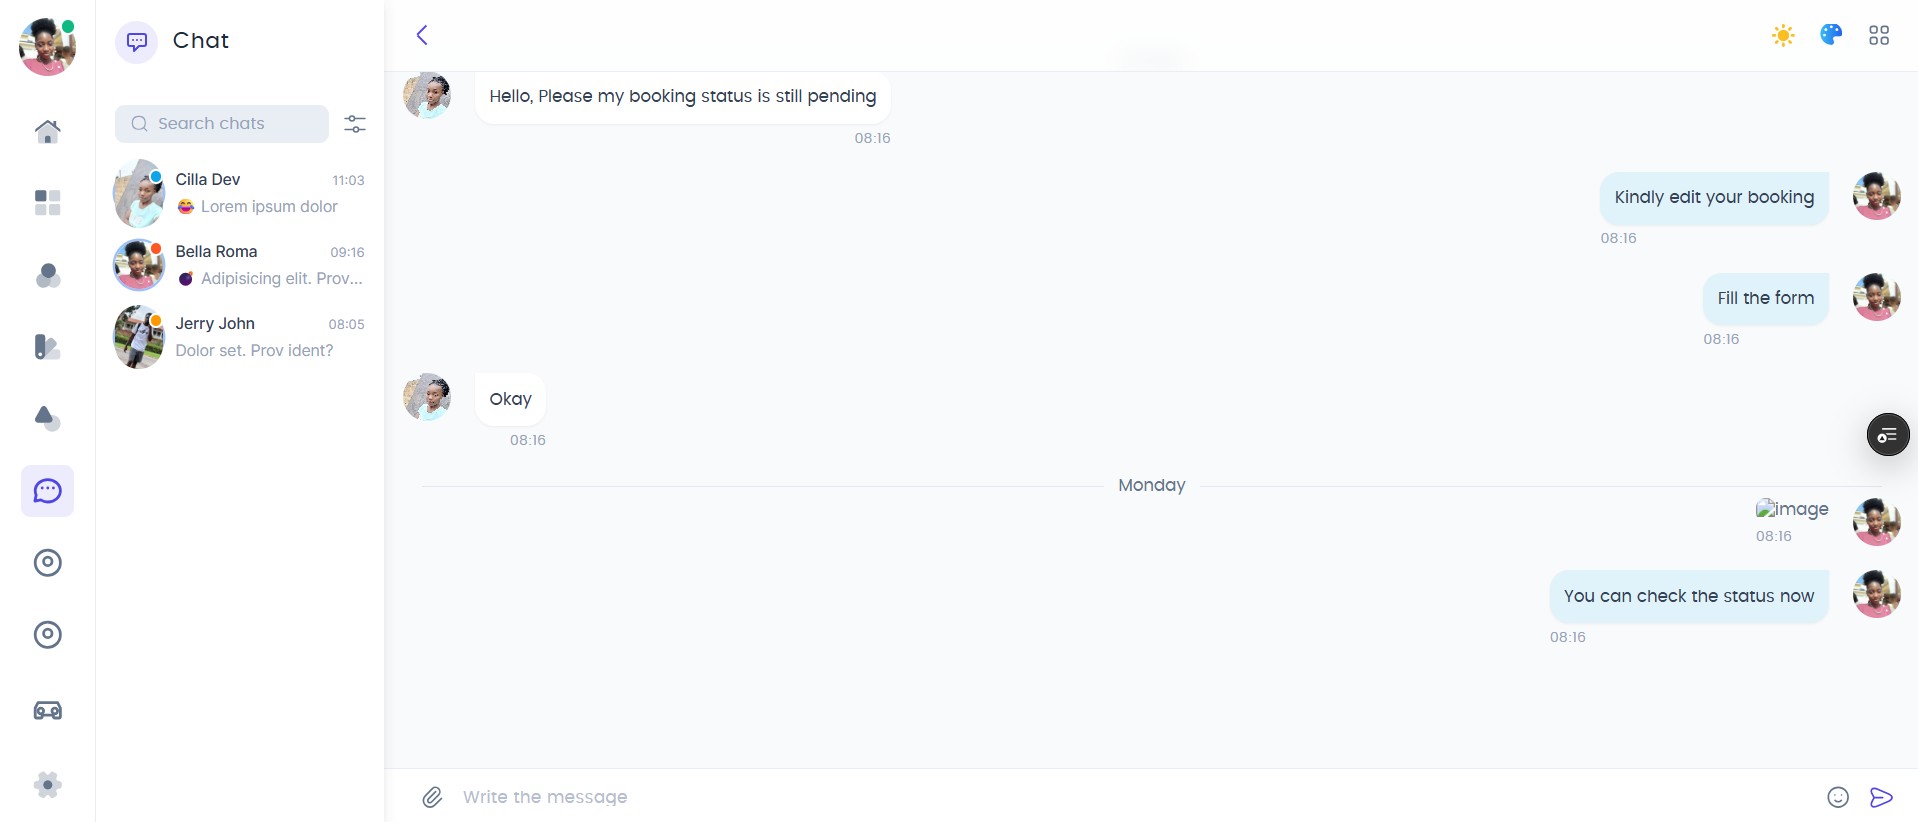 Chat
Search chats
Cilla Dev 11:03
😂 Lorem ipsum dolor
Bella Roma 09:16
Adipisicing elit. Prov...
Jerry John 08:05
Dolor set. Prov ident?
Hello, Please my booking status is still pending
08:16
Kindly edit your booking
08:16
Fill the form
08:16
Okay
08:16
Monday
image
08:16
You can check the status now
08:16
Write the message